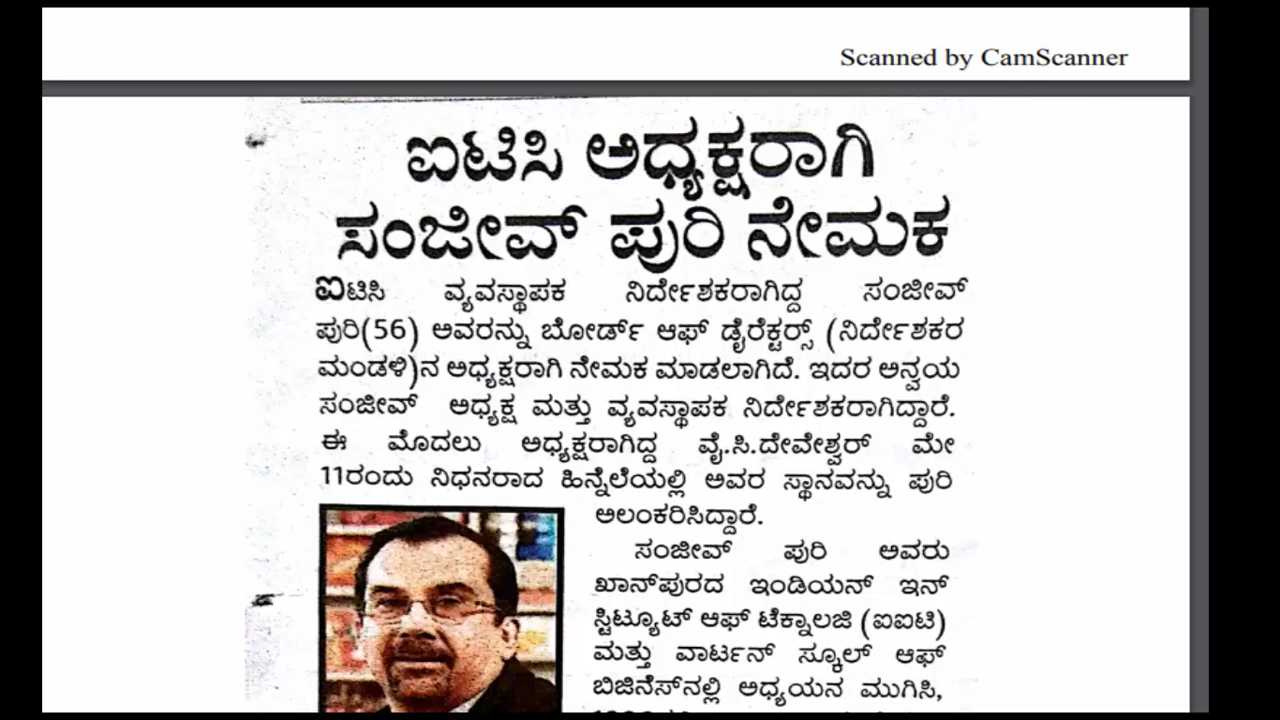 Scanned by CamScanner
ಐಟಿಸಿ ಅಧ್ಯಕ್ಷರಾಗಿ
ಸಂಜೀವ್ ಪುರಿ ನೇಮಕ
ಐಟಿಸಿ ವ್ಯವಸ್ಥಾಪಕ ನಿರ್ದೇಶಕರಾಗಿದ್ದ ಸಂಜೀವ್
ಪುರಿ(56) ಅವರನ್ನು ಬೋರ್ಡ್ ಆಫ್ ಡೈರೆಕ್ಟರ್ಸ್ (ನಿರ್ದೇಶಕರ
ಮಂಡಳಿ)ನ ಅಧ್ಯಕ್ಷರಾಗಿ ನೇಮಕ ಮಾಡಲಾಗಿದೆ. ಇದರ ಅನ್ವಯ
ಸಂಜೀವ್ ಅಧ್ಯಕ್ಷ ಮತ್ತು ವ್ಯವಸ್ಥಾಪಕ ನಿರ್ದೇಶಕರಾಗಿದ್ದಾರೆ.
ಈ ಮೊದಲು ಅಧ್ಯಕ್ಷರಾಗಿದ್ದ ವೈ.ಸಿ.ದೇವೇಶ್ವರ್ ಮೇ
11ರಂದು ನಿಧನರಾದ ಹಿನ್ನೆಲೆಯಲ್ಲಿ ಅವರ ಸ್ಥಾನವನ್ನು ಪುರಿ
ಅಲಂಕರಿಸಿದ್ದಾರೆ.
ಸಂಜೀವ್ ಪುರಿ ಅವರು
ಖಾನ್‌ಪುರದ ಇಂಡಿಯನ್ ಇನ್
ಸ್ಟಿಟ್ಯೂಟ್ ಆಫ್ ಟೆಕ್ನಾಲಜಿ (ಐಐಟಿ)
ಮತ್ತು ವಾರ್ಟನ್ ಸ್ಕೂಲ್ ಆಫ್
ಬಿಜಿನೆಸ್‌ನಲ್ಲಿ ಅಧ್ಯಯನ ಮುಗಿಸಿ,